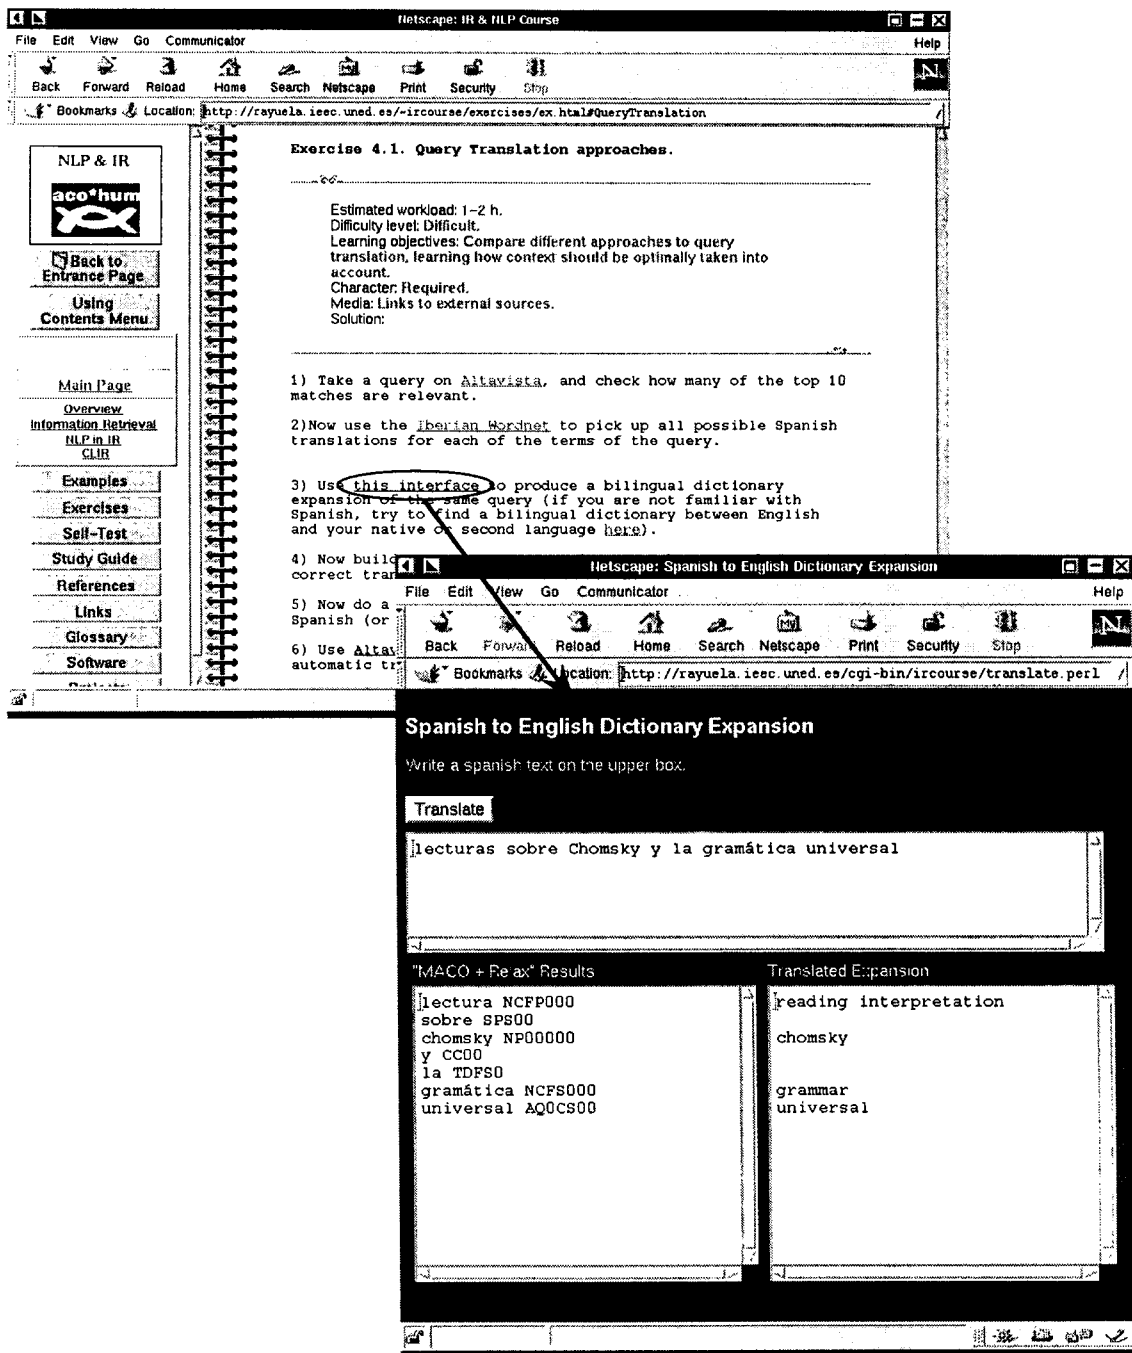 Netscape: IR & NLP Course
File Edit View Go Communicator Help
Back Forward Reload Home Search Netscape Print Security Stop
Bookmarks Location: http://rayuela.ieec.uned.es/~ircourse/exercises/ex.html#QueryTranslation
NLP & IR
aco*hum
Back to
Entrance Page
Using
Contents Menu
Main Page
Overview
Information Retrieval
NLP in IR
CLIR
Examples
Exercises
Self-Test
Study Guide
References
Links
Glossary
Software
Exercise 4.1. Query Translation approaches.
Estimated workload: 1-2 h.
Difficulty level: Difficult.
Learning objectives: Compare different approaches to query
translation, learning how context should be optimally taken into
account.
Character: Required.
Media: Links to external sources.
Solution:
1) Take a query on Altavista, and check how many of the top 10
matches are relevant.
2)Now use the Iberian Wordnet to pick up all possible Spanish
translations for each of the terms of the query.
3) Use this interface to produce a bilingual dictionary
expansion of the same query (if you are not familiar with
Spanish, try to find a bilingual dictionary between English
and your native or second language here).
4) Now build
correct tran
5) Now do a
Spanish (or
6) Use Altav
automatic tr
Netscape: Spanish to English Dictionary Expansion
File Edit View Go Communicator Help
Back Forward Reload Home Search Netscape Print Security Stop
Bookmarks Location: http://rayuela.ieec.uned.es/cgi-bin/ircourse/translate.perl
Spanish to English Dictionary Expansion
Write a spanish text on the upper box.
Translate
lecturas sobre Chomsky y la gramática universal
"MACO + Relax" Results
lectura NCFP000
sobre SPS00
chomsky NP00000
y CC00
la TDFS0
gramática NCFS000
universal AQ0CS00
Translated Expansion
reading interpretation
chomsky
grammar
universal